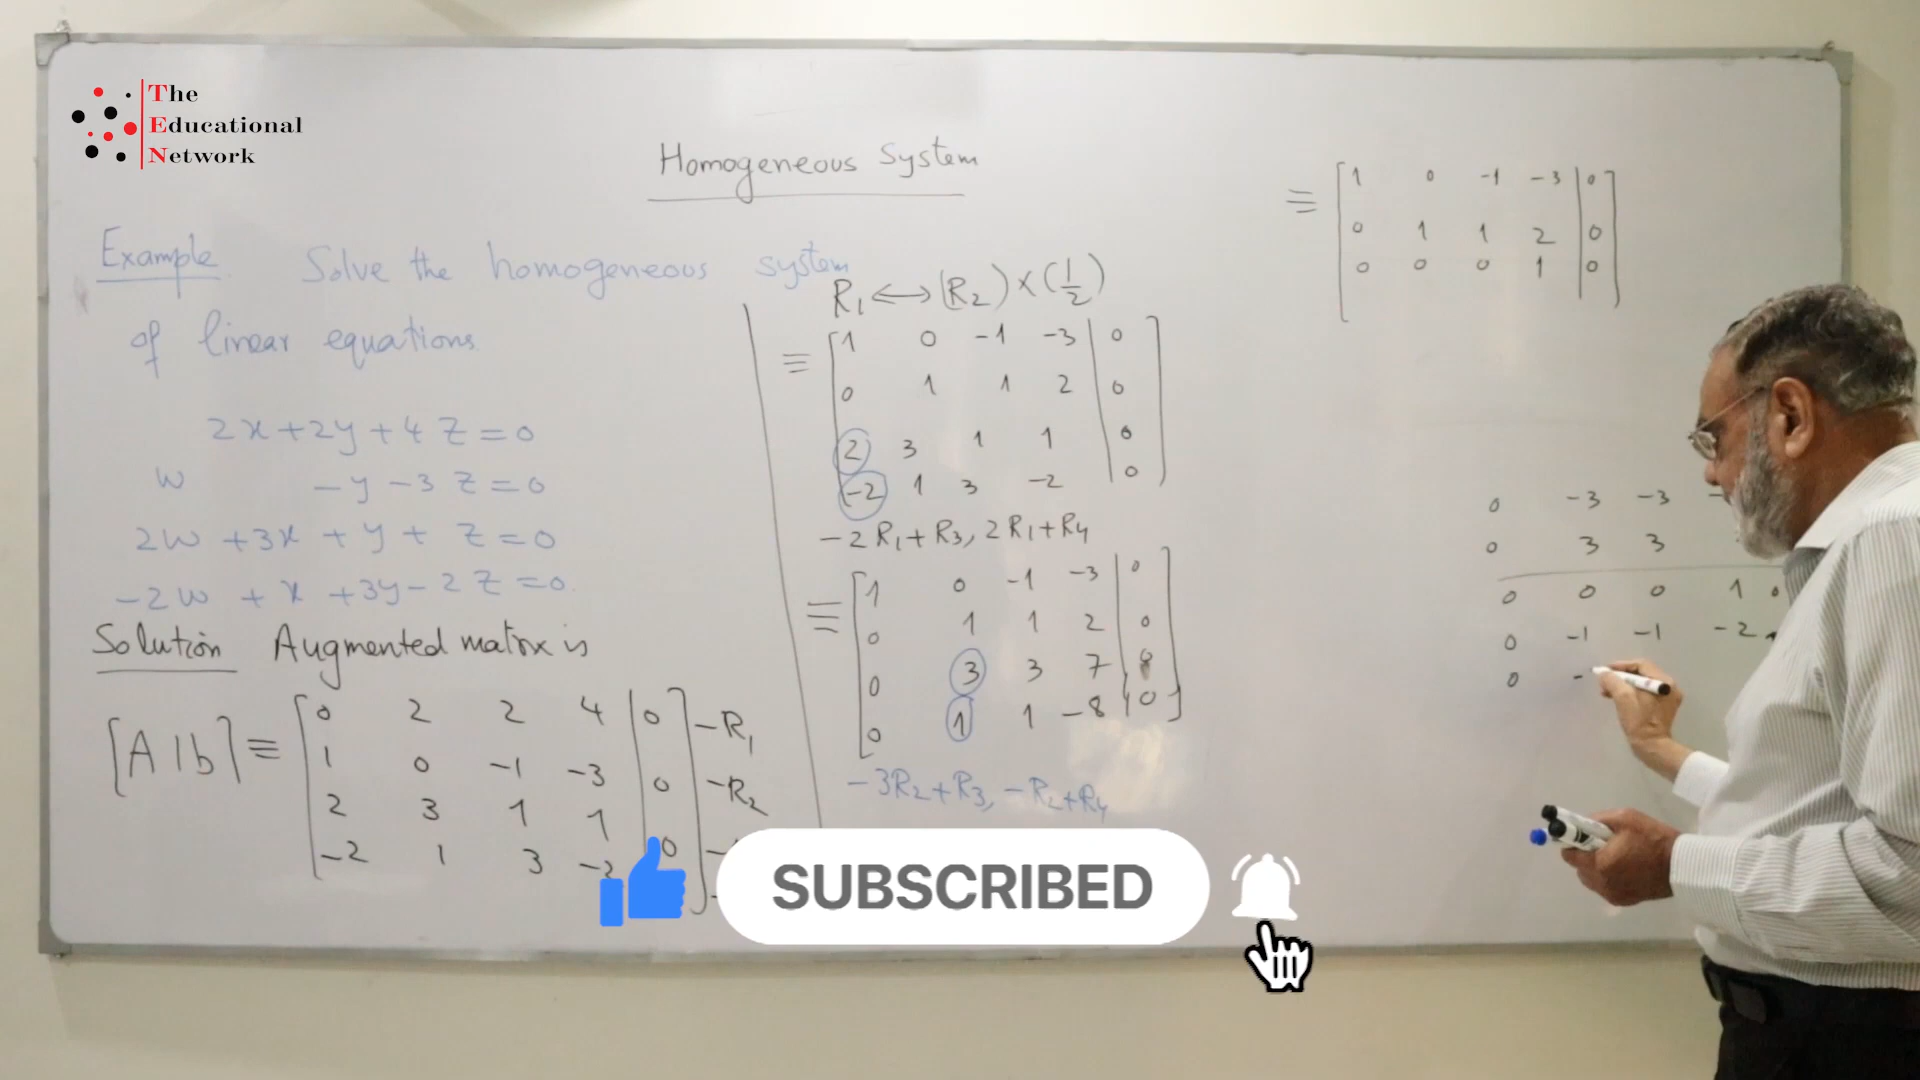 The
Educational
Network
Homogeneous System
Example Solve the homogeneous system
of linear equations
2x+2y+4z=0
w -y-3z=0
2w+3x+y+z=0
-2w+x+3y-2z=0.
Solution Augmented matrix is
[A|b]≡
0 2 2 4 | 0 -R1
1 0 -1 -3 | 0 -R2
2 3 1 1
-2 1 3 -2 0
R1↔(R2)×(1/2)
≡
1 0 -1 -3 | 0
0 1 1 2 | 0
2 3 1 1 | 0
-2 1 3 -2 | 0
-2R1+R3, 2R1+R4
≡
1 0 -1 -3 | 0
0 1 1 2 | 0
0 3 3 7 | 0
0 1 1 -8 | 0
-3R2+R3, -R2+R4
≡
1 0 -1 -3 | 0
0 1 1 2 | 0
0 0 0 1 | 0
0 -3 -3
0 3 3
0 0 0 1 0
0 -1 -1 -2
0
SUBSCRIBED